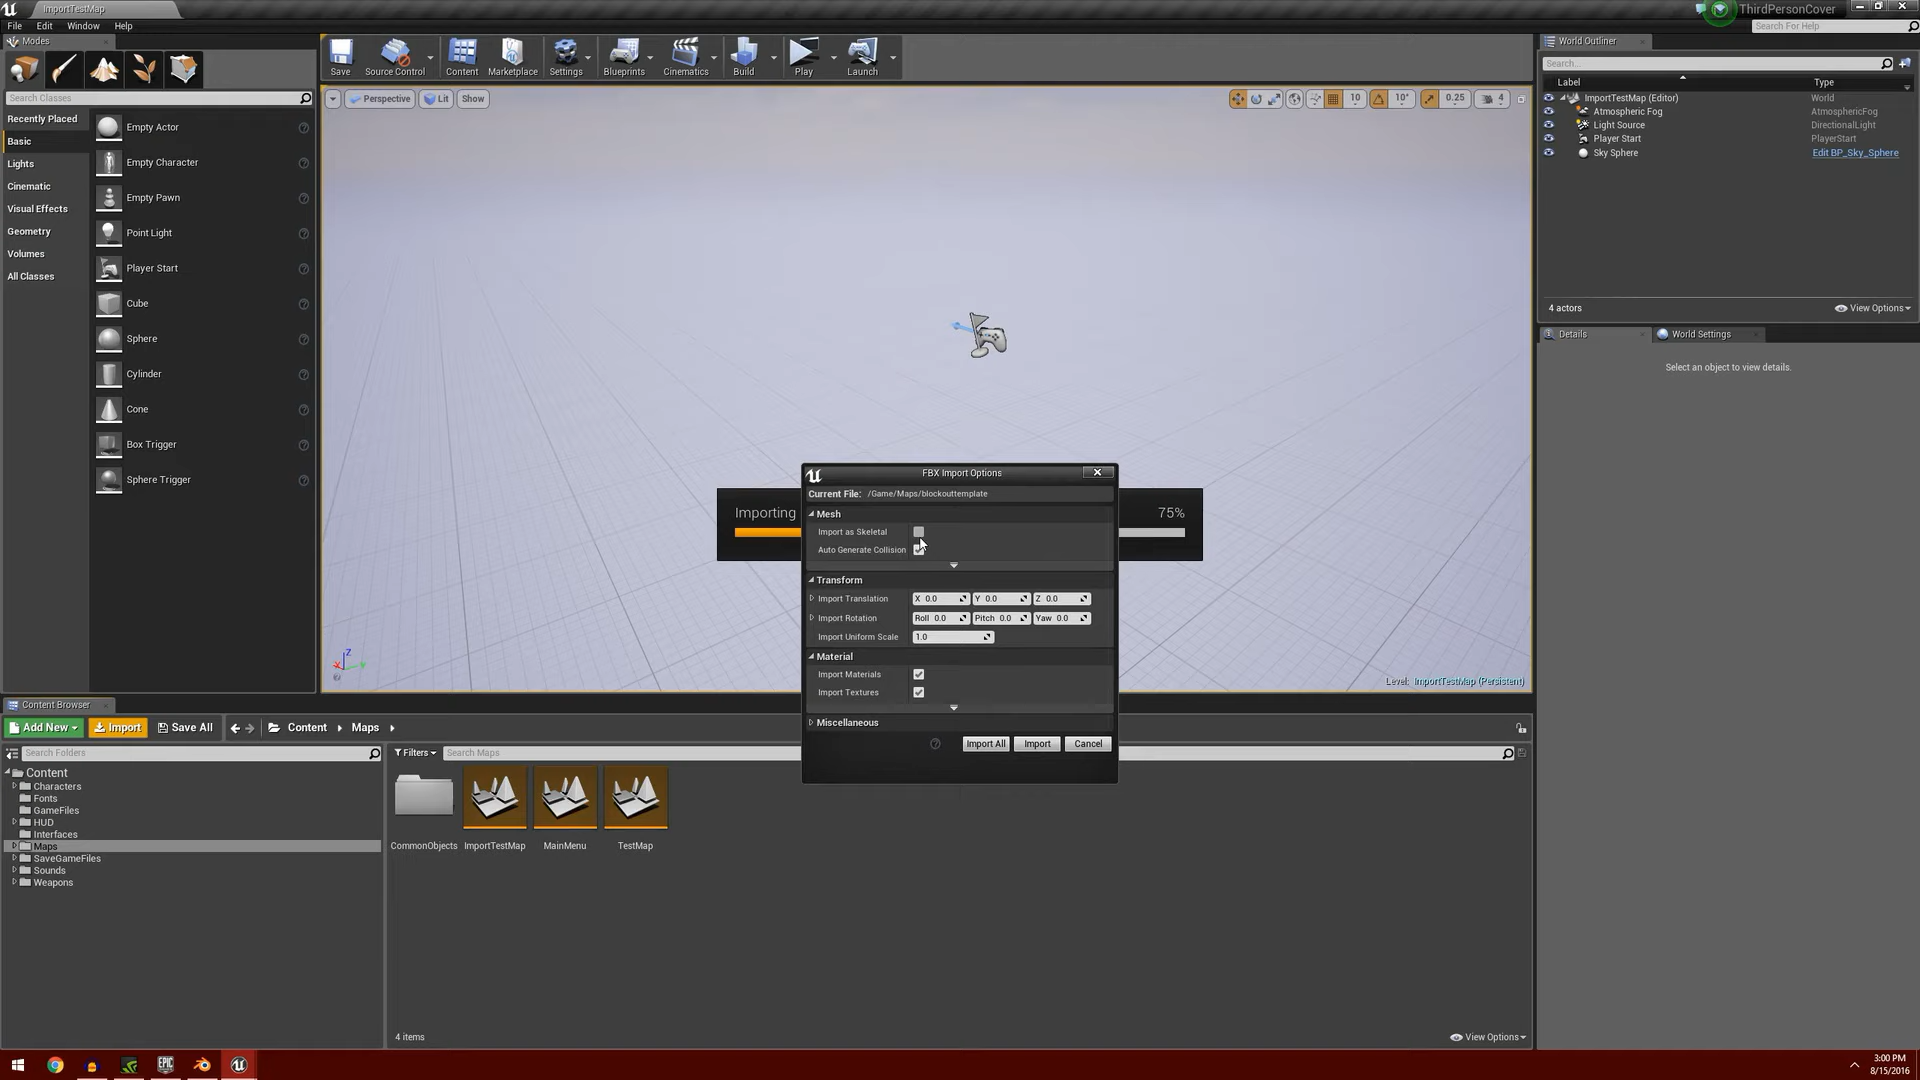 ImportTestMap
ThirdPersonCover
File Edit Window Help
Search For Help
Modes
Save
Source Control
Content
Marketplace
Settings
Blueprints
Cinematics
Build
Play
Launch
World Outliner
Search...
Label Type
ImportTestMap (Editor) World
Atmospheric Fog AtmosphericFog
Light Source DirectionalLight
Player Start PlayerStart
Sky Sphere Edit BP_Sky_Sphere
4 actors
View Options
Details
World Settings
Select an object to view details.
Search Classes
Recently Placed
Basic
Lights
Cinematic
Visual Effects
Geometry
Volumes
All Classes
Empty Actor
Empty Character
Empty Pawn
Point Light
Player Start
Cube
Sphere
Cylinder
Cone
Box Trigger
Sphere Trigger
Perspective
Lit
Show
10
10°
0.25
4
Importing
75%
FBX Import Options
Current File: /Game/Maps/blockouttemplate
Mesh
Import as Skeletal
Auto Generate Collision
Transform
Import Translation X 0.0 Y 0.0 Z 0.0
Import Rotation Roll 0.0 Pitch 0.0 Yaw 0.0
Import Uniform Scale 1.0
Material
Import Materials
Import Textures
Miscellaneous
Import All
Import
Cancel
X
Y
Z
Level: ImportTestMap (Persistent)
Content Browser
Add New
Import
Save All
Content
Maps
Search Folders
Filters
Search Maps
Content
Characters
Fonts
GameFiles
HUD
Interfaces
Maps
SaveGameFiles
Sounds
Weapons
CommonObjects
ImportTestMap
MainMenu
TestMap
4 items
View Options
EPIC
3:00 PM
8/15/2016